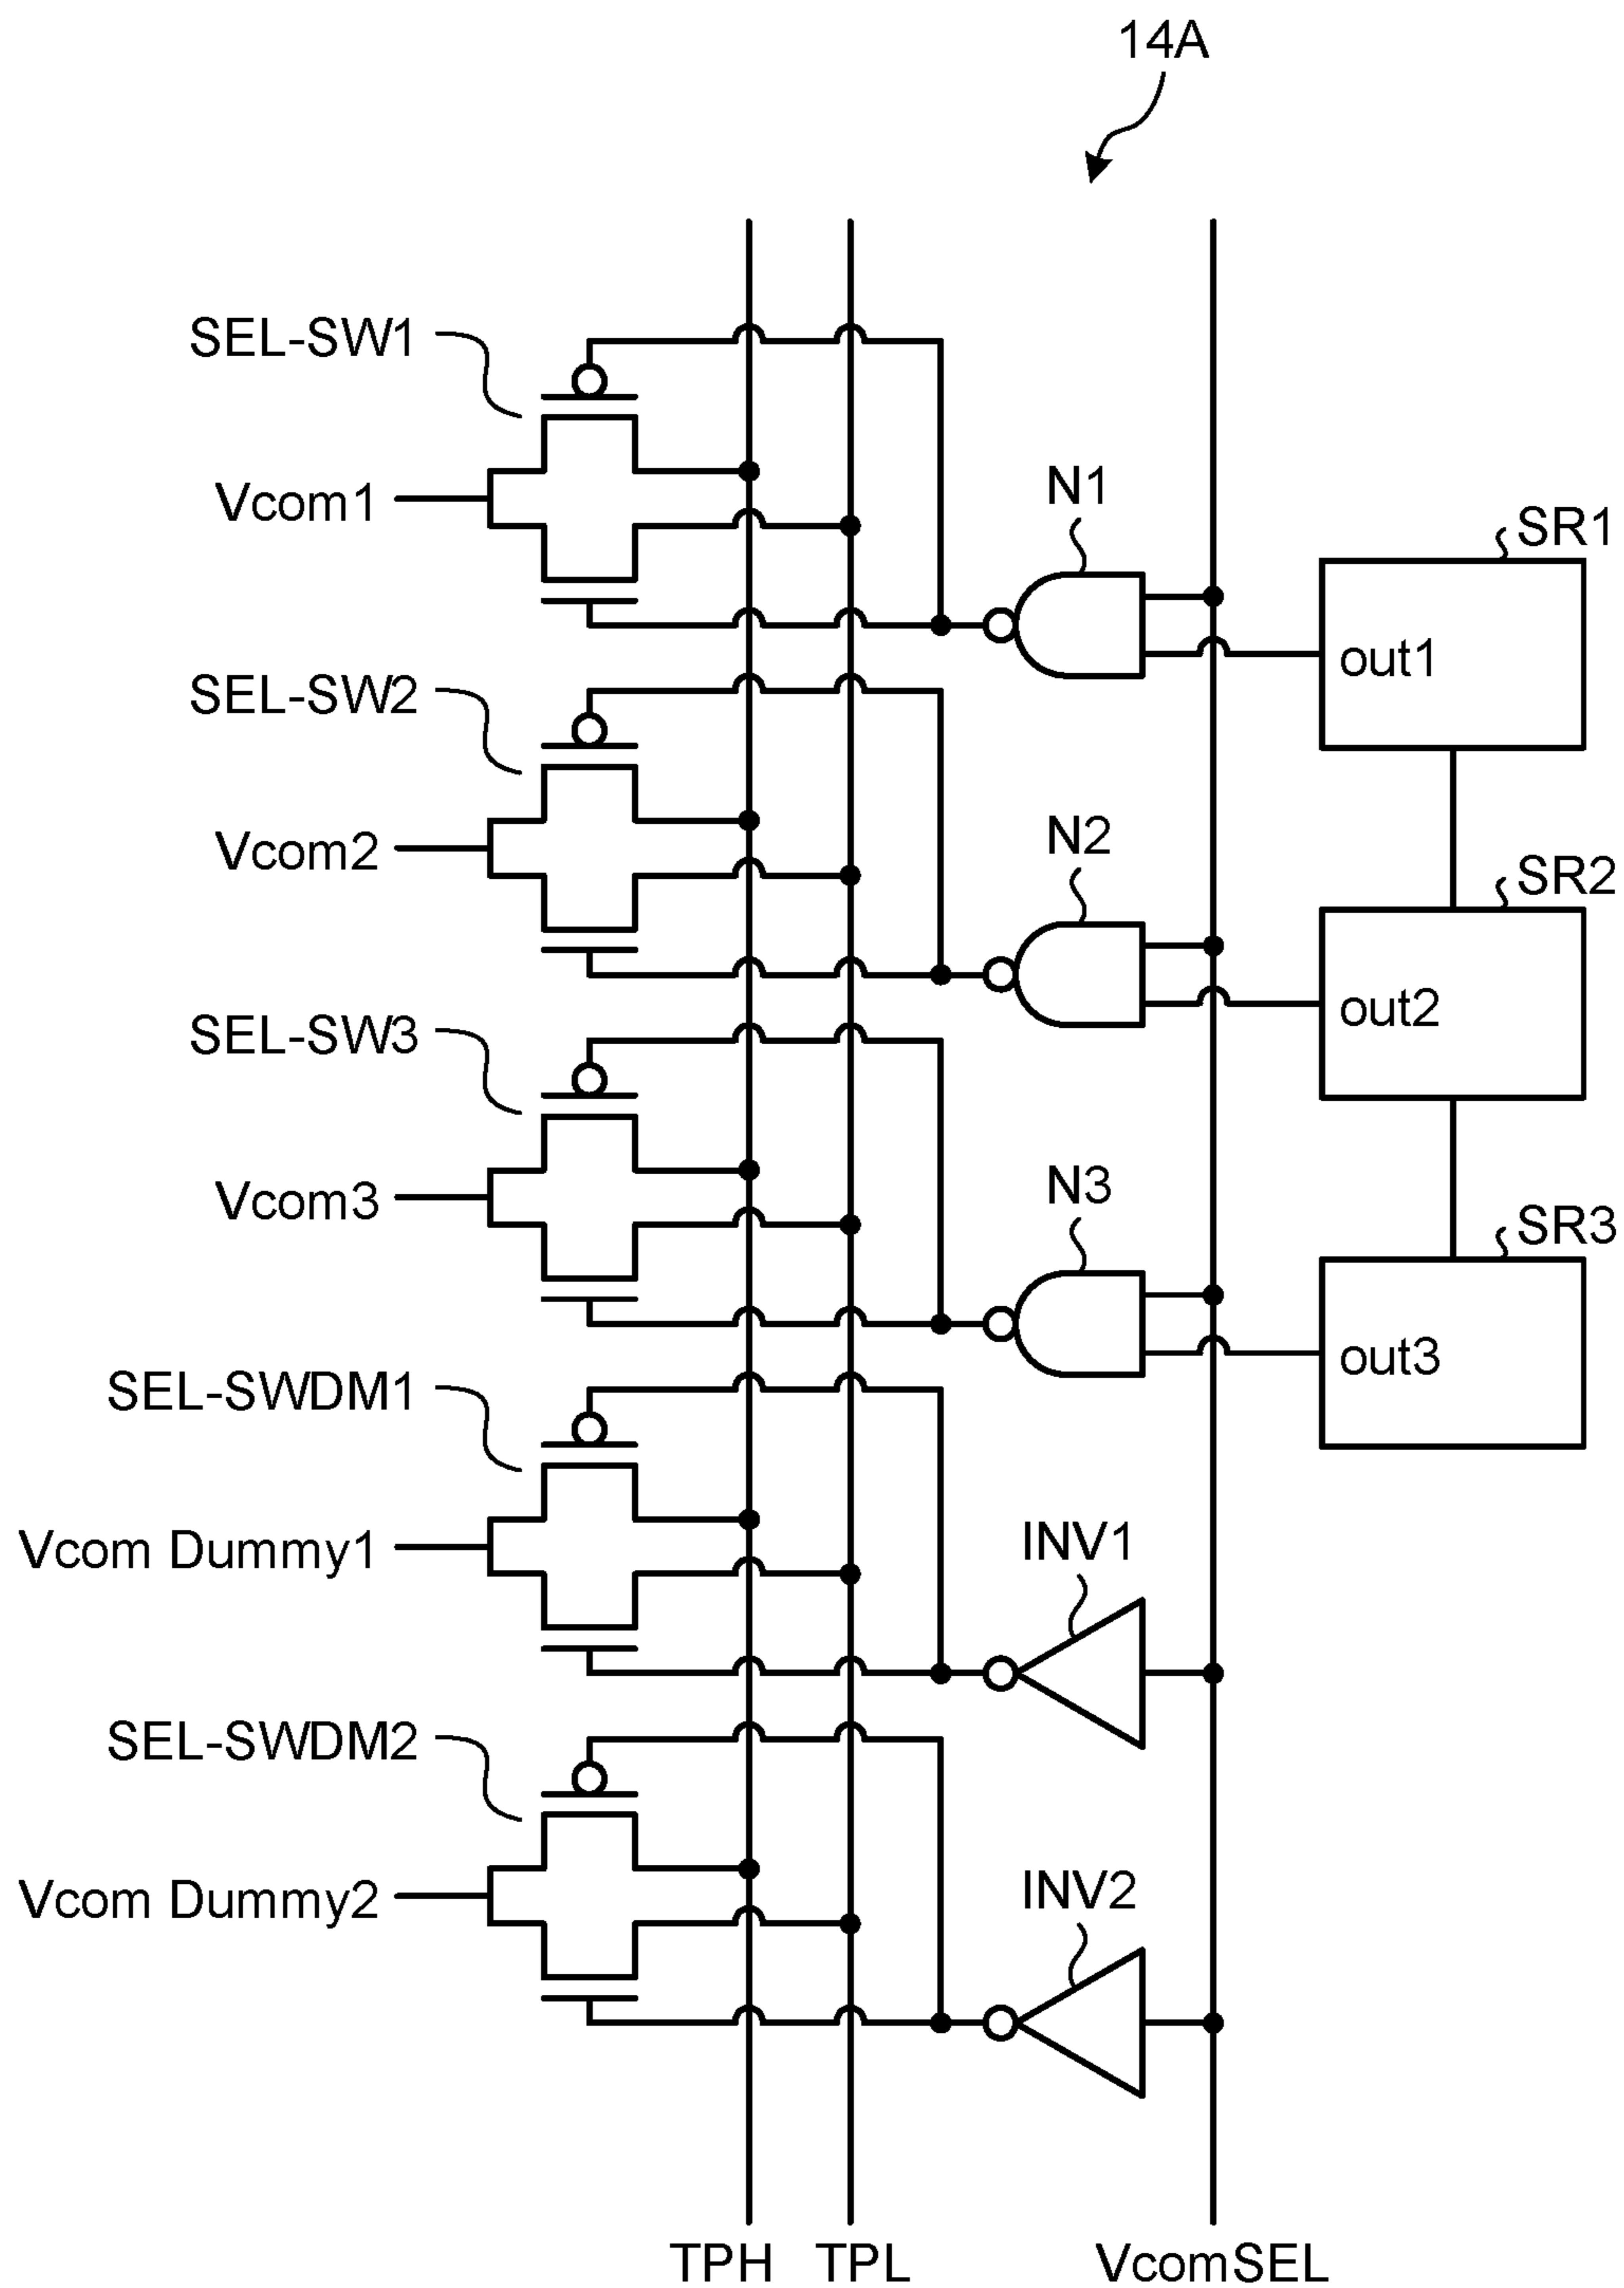 14A
SEL-SW1
Vcom1
N1
SR1
out1
SEL-SW2
Vcom2
N2
SR2
out2
SEL-SW3
Vcom3
N3
SR3
out3
SEL-SWDM1
Vcom Dummy1
INV1
SEL-SWDM2
Vcom Dummy2
INV2
TPH TPL VcomSEL